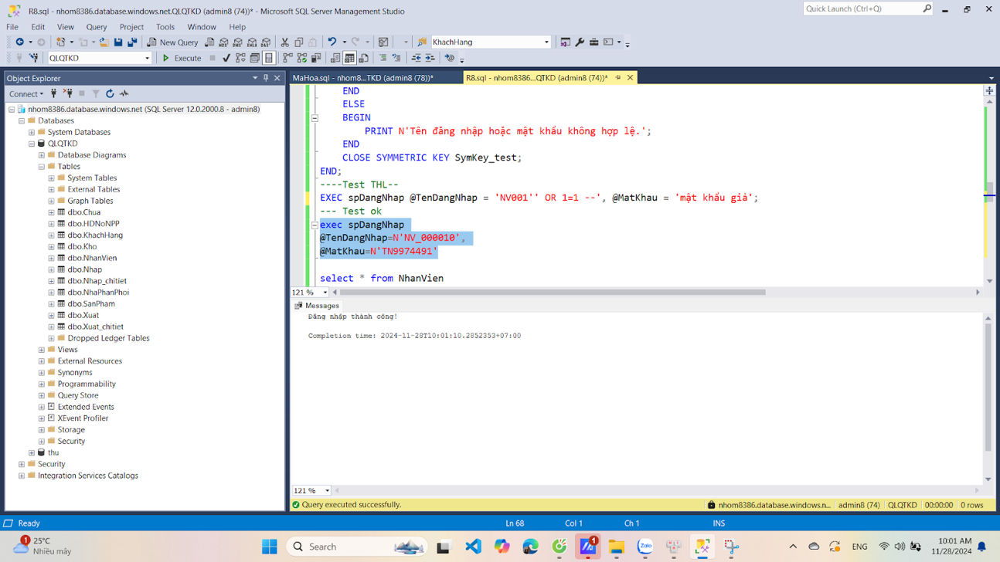 R8.sql - nhom8386.database.windows.net.QLQTKD (admin8 (74))* - Microsoft SQL Server Management Studio
Quick Launch (Ctrl+Q)
File Edit View Query Project Tools Window Help
New Query
KhachHang
QLQTKD
Execute
Object Explorer
Connect
nhom8386.database.windows.net (SQL Server 12.0.2000.8 - admin8)
Databases
System Databases
QLQTKD
Database Diagrams
Tables
System Tables
External Tables
Graph Tables
dbo.Chua
dbo.HDNoNPP
dbo.KhachHang
dbo.Kho
dbo.NhanVien
dbo.Nhap
dbo.Nhap_chitiet
dbo.NhaPhanPhoi
dbo.SanPham
dbo.Xuat
dbo.Xuat_chitiet
Dropped Ledger Tables
Views
External Resources
Synonyms
Programmability
Query Store
Extended Events
XEvent Profiler
Storage
Security
thu
Security
Integration Services Catalogs
MaHoa.sql - nhom8...TKD (admin8 (78))*
R8.sql - nhom8386...QTKD (admin8 (74))*
END
ELSE
BEGIN
PRINT N'Tên đăng nhập hoặc mật khẩu không hợp lệ.';
END
CLOSE SYMMETRIC KEY SymKey_test;
END;
----Test THL--
EXEC spDangNhap @TenDangNhap = 'NV001'' OR 1=1 --', @MatKhau = 'mật khẩu giả';
--- Test ok
exec spDangNhap
@TenDangNhap=N'NV_000010',
@MatKhau=N'TN9974491'
select * from NhanVien
121 %
Messages
Đăng nhập thành công!
Completion time: 2024-11-28T10:01:10.2852353+07:00
121 %
Query executed successfully.
nhom8386.database.windows.n... admin8 (74) QLQTKD 00:00:00 0 rows
Ready
Ln 68 Col 1 Ch 1 INS
1
25°C
Nhiều mây
Search
1
Zalo
ENG
10:01 AM
11/28/2024